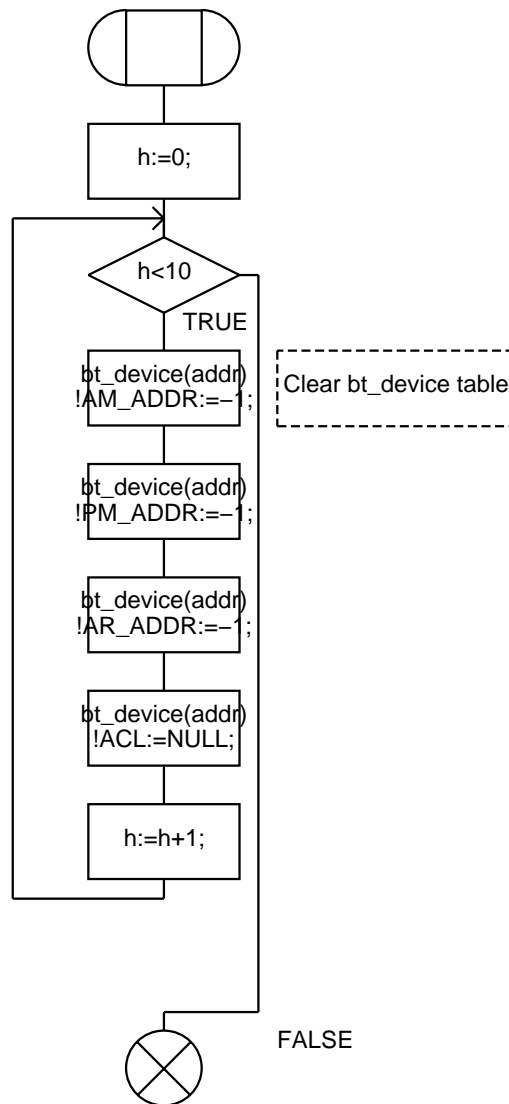 h:=0;
h<10
TRUE
bt_device(addr)
!AM_ADDR:=−1;
Clear bt_device table
bt_device(addr)
!PM_ADDR:=−1;
bt_device(addr)
!AR_ADDR:=−1;
bt_device(addr)
!ACL:=NULL;
h:=h+1;
FALSE